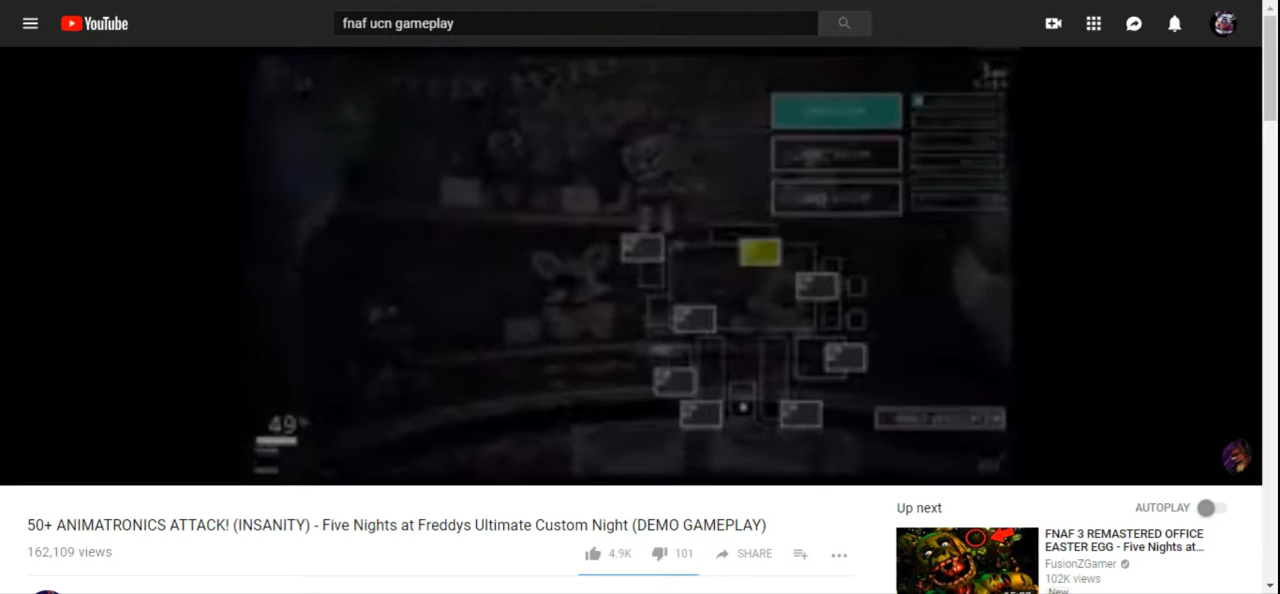 YouTube
fnaf ucn gameplay
49%
50+ ANIMATRONICS ATTACK! (INSANITY) - Five Nights at Freddys Ultimate Custom Night (DEMO GAMEPLAY)
162,109 views
4.9K
101
SHARE
Up next
AUTOPLAY
FNAF 3 REMASTERED OFFICE
EASTER EGG - Five Nights at...
FusionZGamer
102K views
New